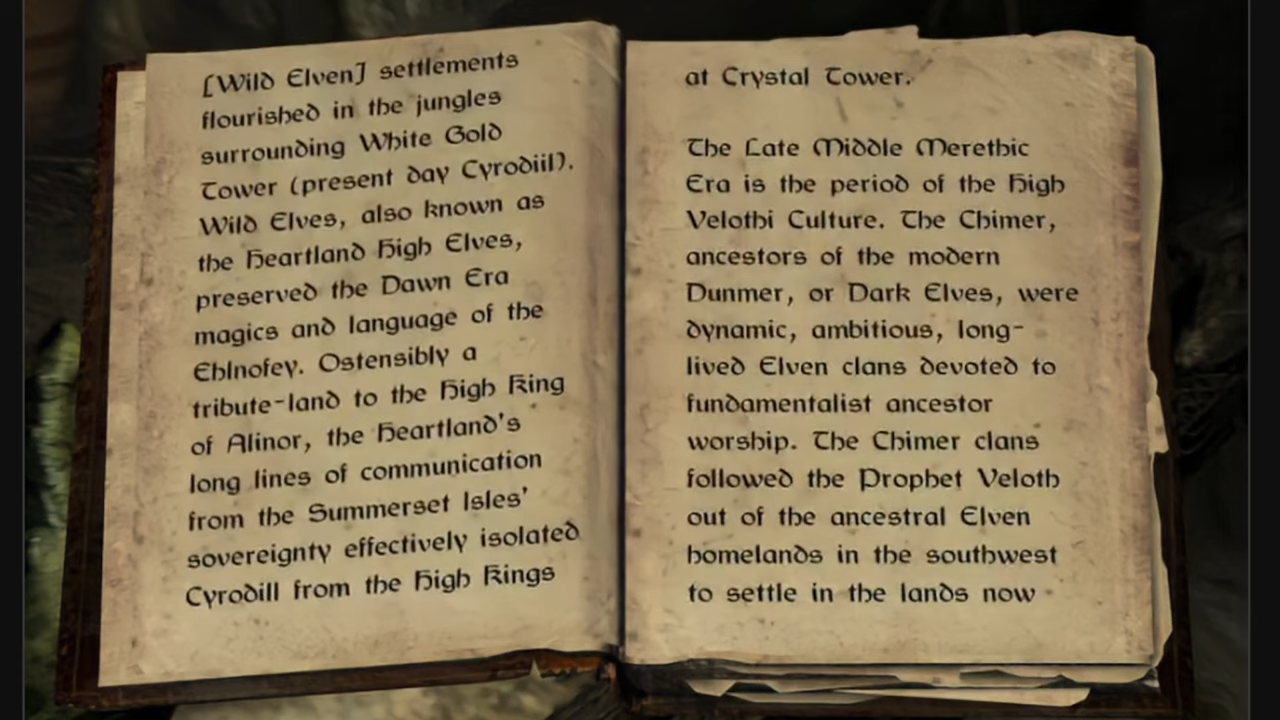 [Wild Elven] settlements
flourished in the jungles
surrounding White Gold
Tower (present day Cyrodiil).
Wild Elves, also known as
the Heartland High Elves,
preserved the Dawn Era
magics and language of the
Ehlnofey. Ostensibly a
tribute-land to the High King
of Alinor, the Heartland's
long lines of communication
from the Summerset Isles'
sovereignty effectively isolated
Cyrodill from the High Kings
at Crystal Tower.
The Late Middle Merethic
Era is the period of the High
Velothi Culture. The Chimer,
ancestors of the modern
Dunmer, or Dark Elves, were
dynamic, ambitious, long-
lived Elven clans devoted to
fundamentalist ancestor
worship. The Chimer clans
followed the Prophet Veloth
out of the ancestral Elven
homelands in the southwest
to settle in the lands now